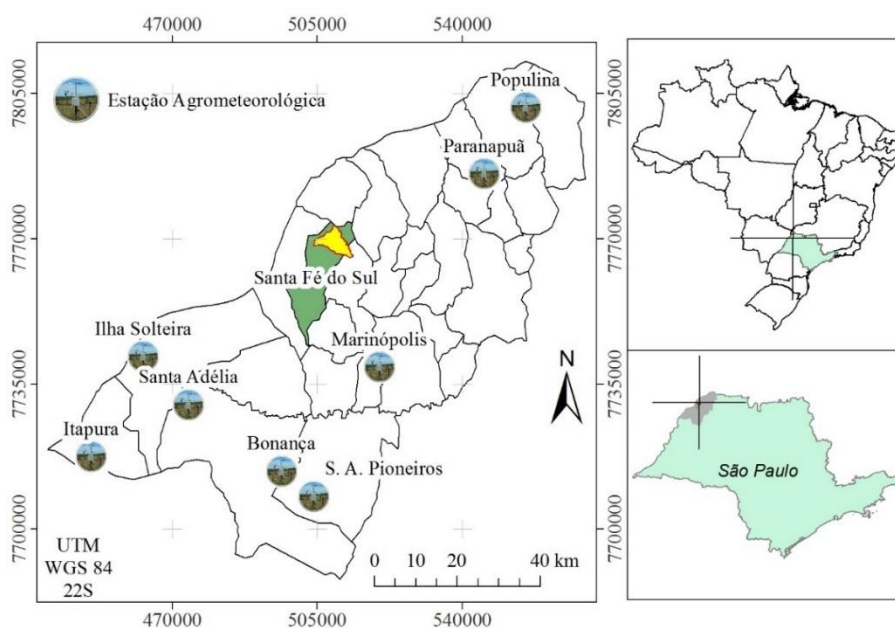 470000 505000 540000
7805000
7770000
7735000
7700000
Estação Agrometeorológica
Populina
Paranapuã
Santa Fé do Sul
Ilha Solteira
Marinópolis
Santa Adélia
Itapura
Bonança
S. A. Pioneiros
N
UTM
WGS 84
22S
0 10 20 40 km
470000 505000 540000
7805000
7770000
7735000
7700000
São Paulo